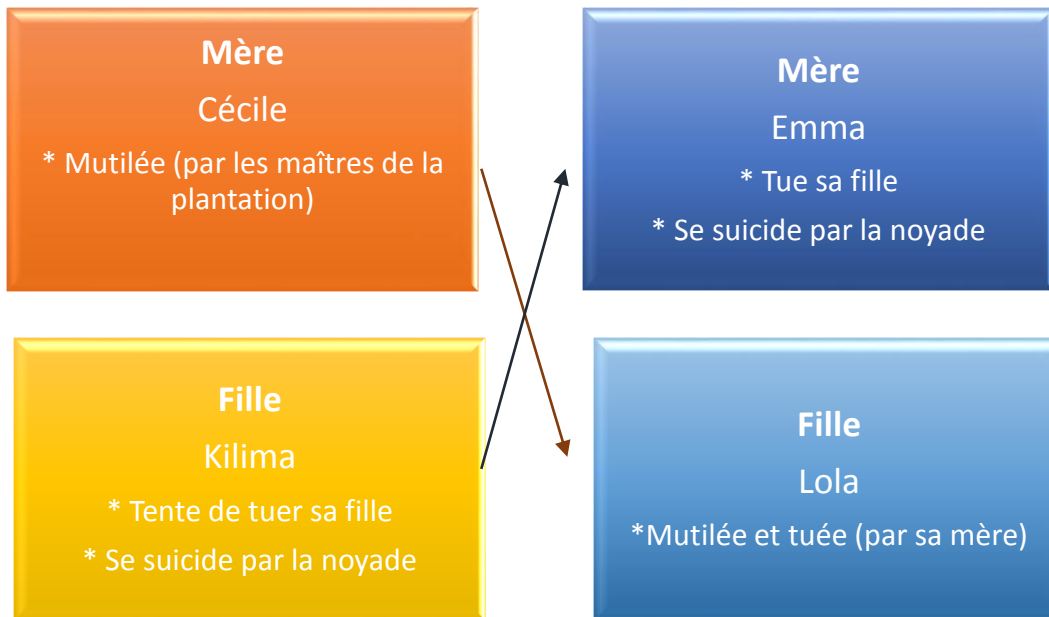 Mère
Cécile
* Mutilée (par les maîtres de la
plantation)
Mère
Emma
* Tue sa fille
* Se suicide par la noyade
Fille
Kilima
* Tente de tuer sa fille
* Se suicide par la noyade
Fille
Lola
*Mutilée et tuée (par sa mère)